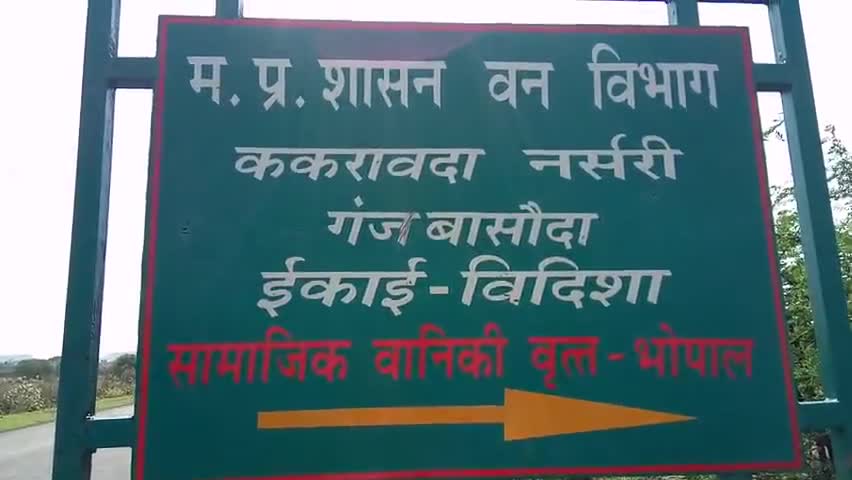 म. प्र. शासन वन विभाग
ककरावदा नर्सरी
गंज बासौदा
ईकाई - विदिशा
सामाजिक वानिकी वृत्त - भोपाल